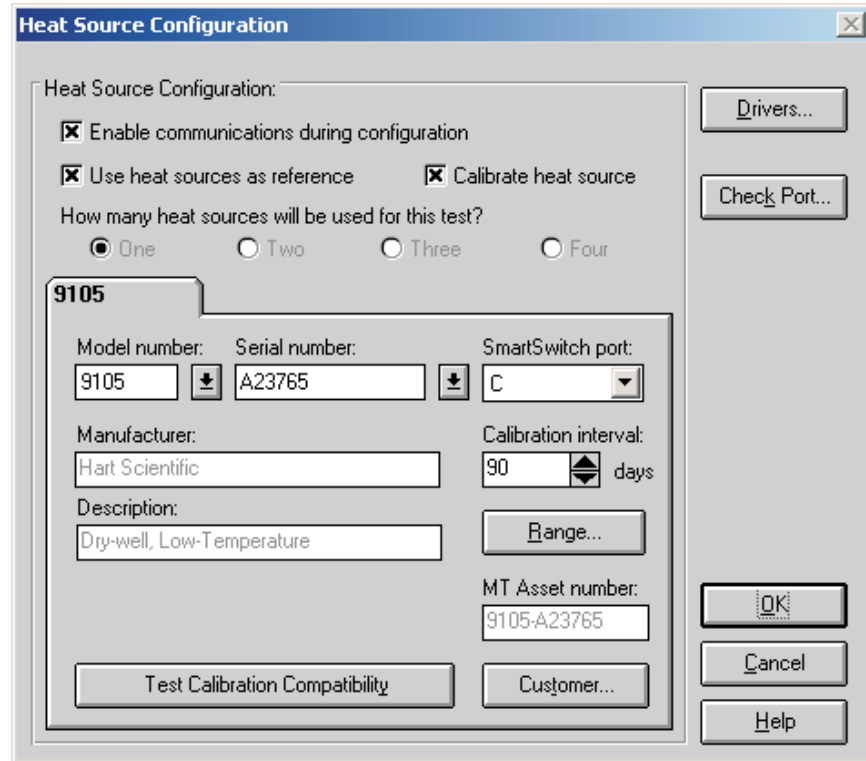 Heat Source Configuration
Heat Source Configuration:
Enable communications during configuration
Use heat sources as reference
Calibrate heat source
How many heat sources will be used for this test?
One Two Three Four
9105
Model number: Serial number: SmartSwitch port:
9105 A23765 C
Manufacturer: Calibration interval:
Hart Scientific 90 days
Description:
Dry-well, Low-Temperature Range...
MT Asset number:
9105-A23765
Test Calibration Compatibility Customer...
Drivers...
Check Port...
OK
Cancel
Help